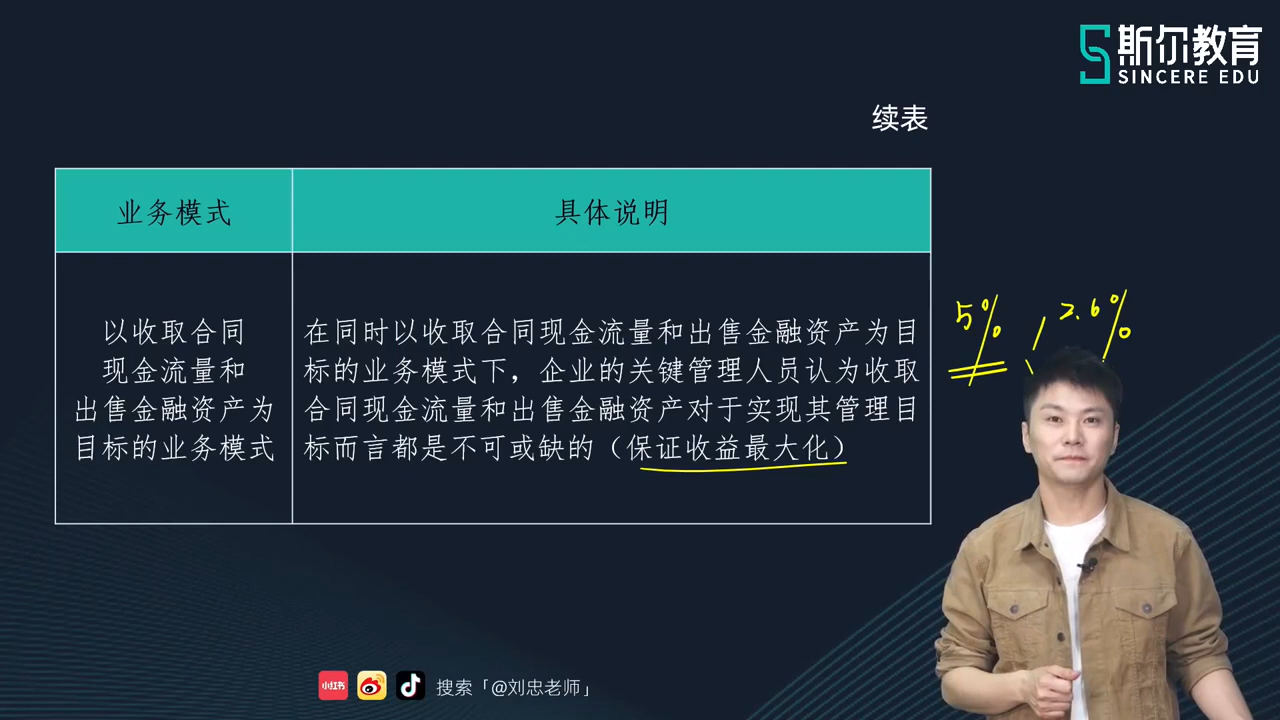 斯尔教育
SINCERE EDU
续表
业务模式
具体说明
以收取合同
现金流量和
出售金融资产为
目标的业务模式
在同时以收取合同现金流量和出售金融资产为目
标的业务模式下，企业的关键管理人员认为收取
合同现金流量和出售金融资产对于实现其管理目
标而言都是不可或缺的（保证收益最大化）
5% 2.6%
小红书
搜索「@刘忠老师」